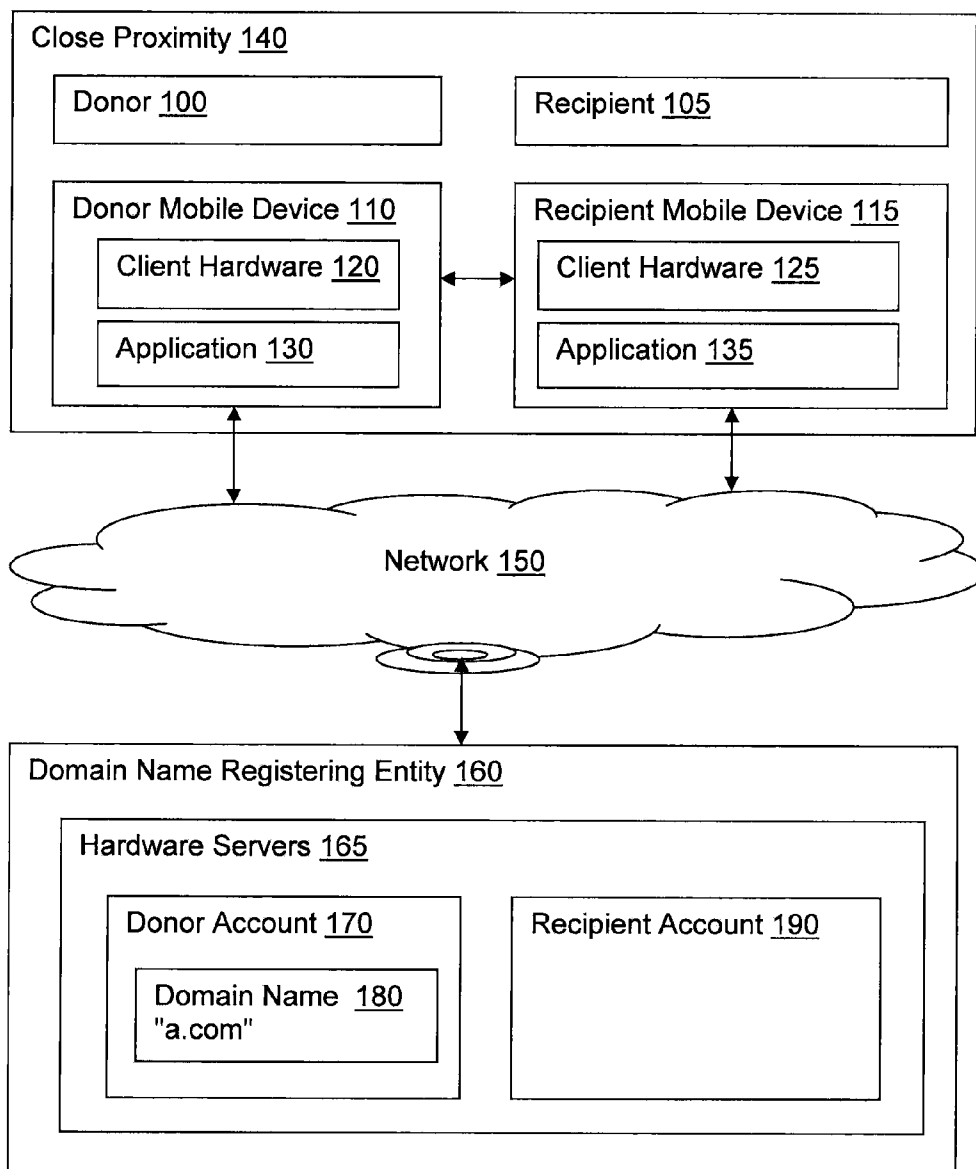 Close Proximity 140
Donor 100
Recipient 105
Donor Mobile Device 110
Client Hardware 120
Application 130
Recipient Mobile Device 115
Client Hardware 125
Application 135
Network 150
Domain Name Registering Entity 160
Hardware Servers 165
Donor Account 170
Domain Name 180
"a.com"
Recipient Account 190